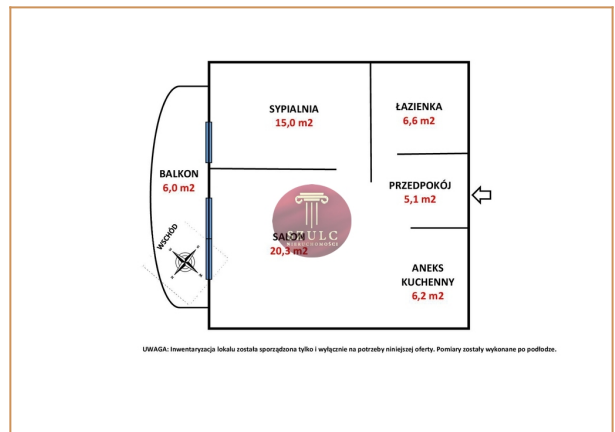 SYPIALNIA
15,0 m2
ŁAZIENKA
6,6 m2
BALKON
6,0 m2
PRZEDPOKÓJ
5,1 m2
SZULC
NIERUCHOMOŚCI
SALON
20,3 m2
WSCHÓD
ANEKS
KUCHENNY
6,2 m2
UWAGA: Inwentaryzacja lokalu została sporządzona tylko i wyłącznie na potrzeby niniejszej oferty. Pomiary zostały wykonane po podłodze.